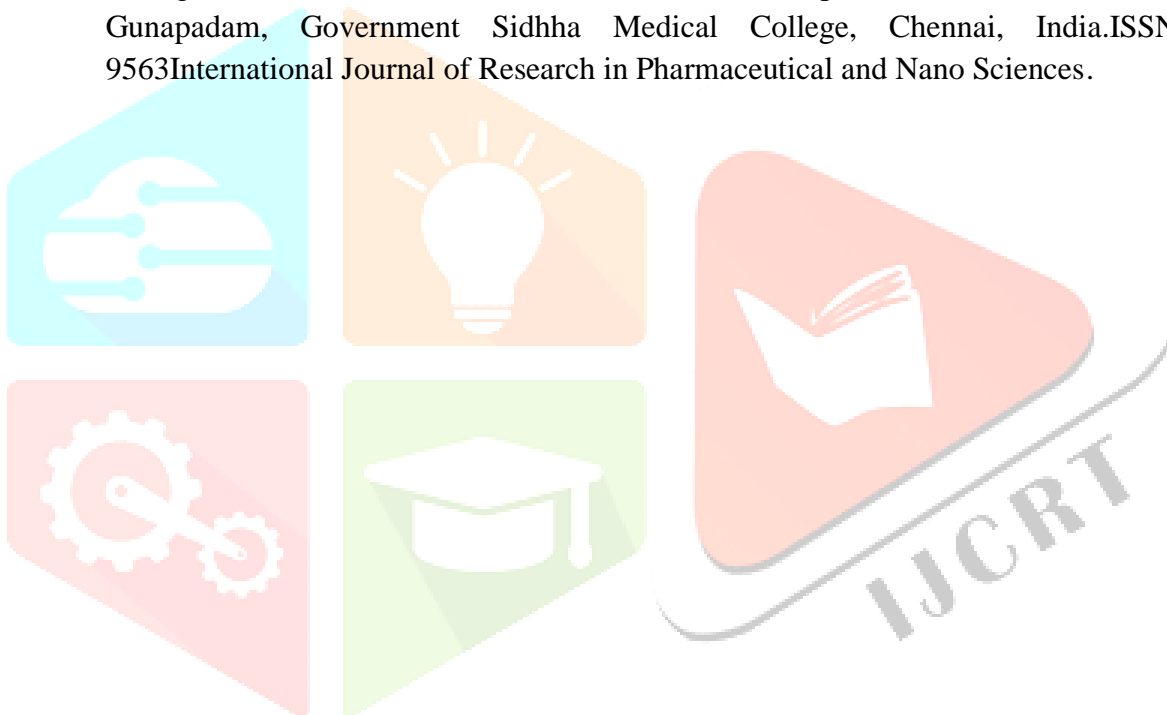 Gunapadam, Government Sidhha Medical College, Chennai, India.ISSN
9563International Journal of Research in Pharmaceutical and Nano Sciences.
IJCRT